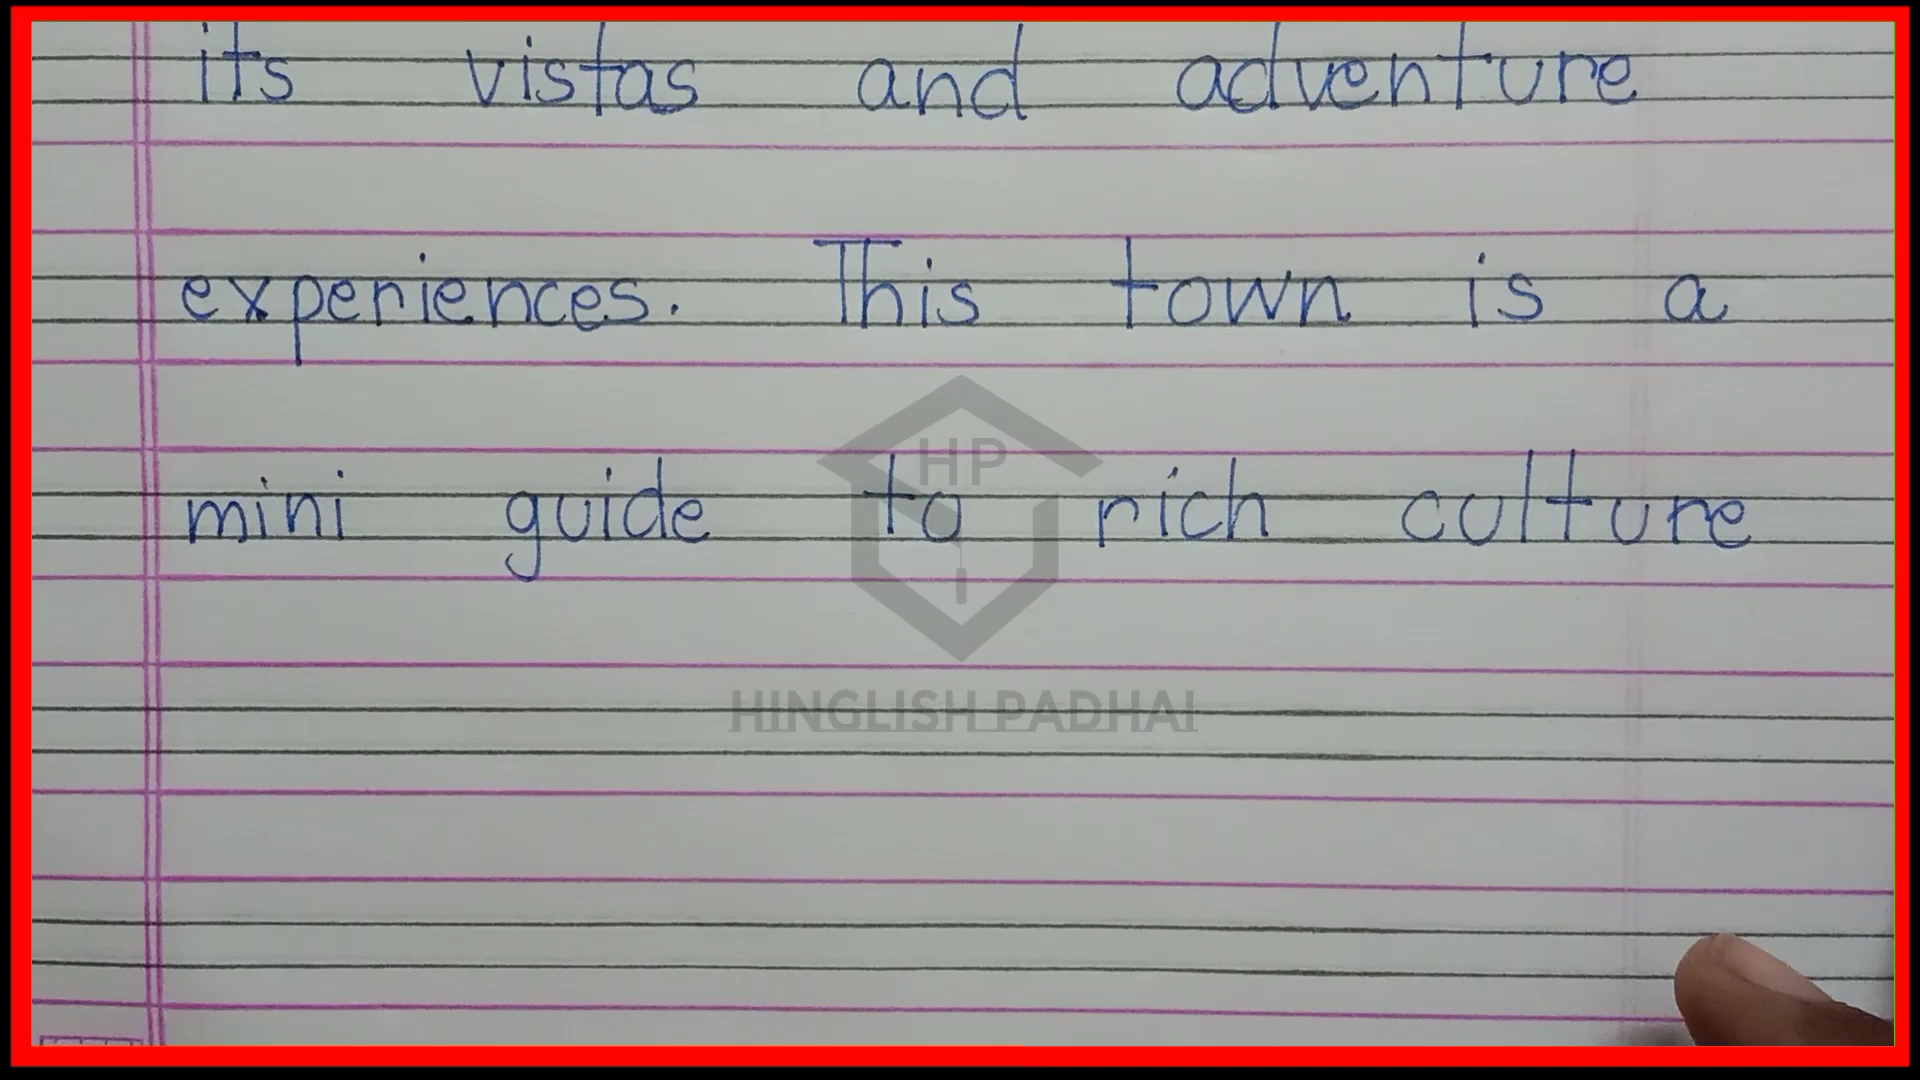 its vistas and adventure
experiences. This town is a
mini guide to rich culture
HP
HINGLISH PADHAI